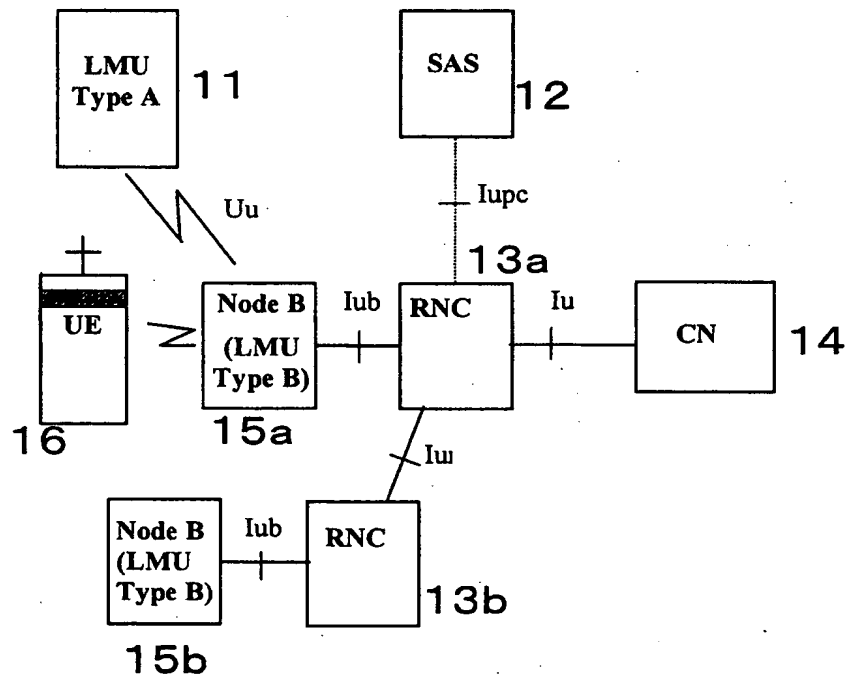 LMU
Type A
11
SAS
12
Uu
Iupc
13a
UE
16
Node B
(LMU
Type B)
15a
Iub
RNC
Iu
CN
14
Node B
(LMU
Type B)
15b
Iub
RNC
13b